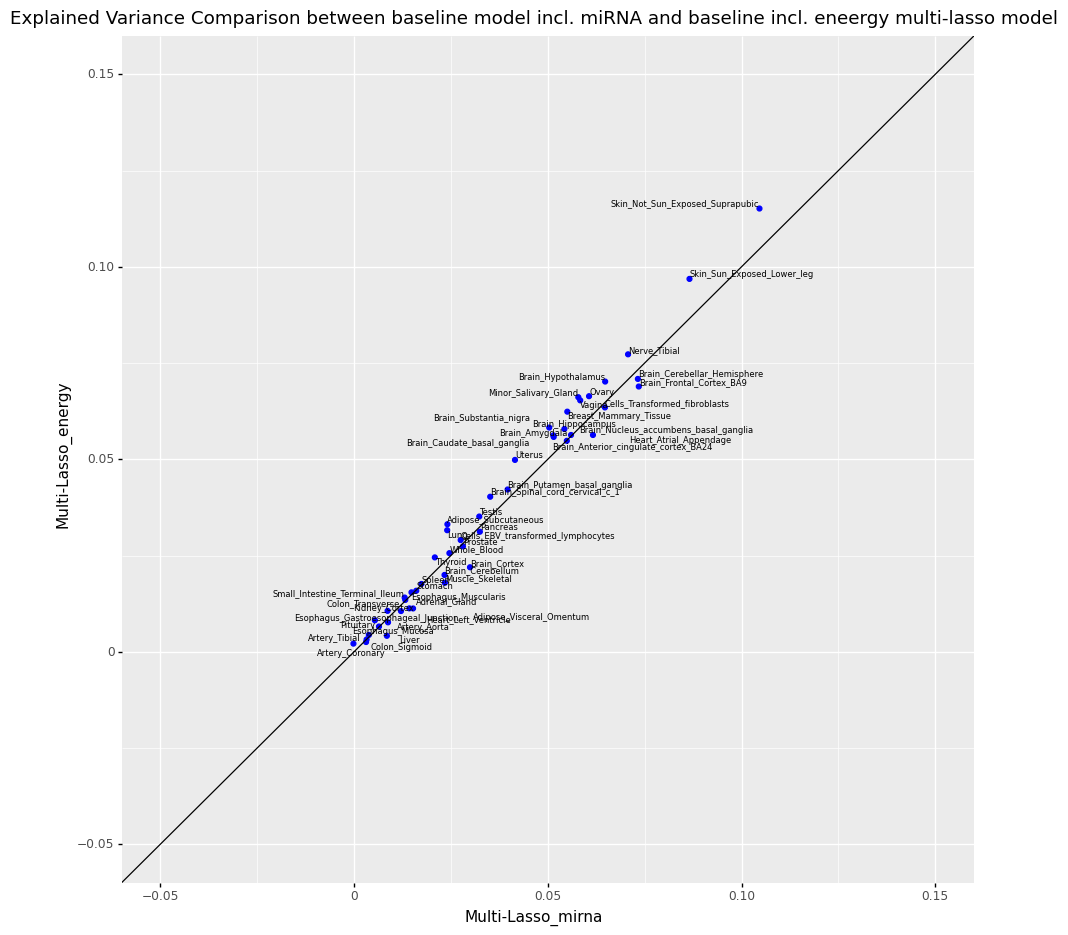 Explained Variance Comparison between baseline model incl. miRNA and baseline incl. eneergy multi-lasso model
0.15
Skin_Not_Sun_Exposed_Suprapubic
0.10
Skin_Sun_Exposed_Lower_leg
Nerve_Tibial
Brain_Hypothalamus
Brain_Cerebellar_Hemisphere
Brain_Frontal_Cortex_BA9
Minor_Salivary_Gland
Ovary
Vagina
Cells_Transformed_fibroblasts
Breast_Mammary_Tissue
Brain_Substantia_nigra
Brain_Hippocampus
Brain_Amygdala
Brain_Nucleus_accumbens_basal_ganglia
Heart_Atrial_Appendage
Brain_Caudate_basal_ganglia
Brain_Anterior_cingulate_cortex_BA24
Uterus
0.05
Brain_Putamen_basal_ganglia
Brain_Spinal_cord_cervical_c_1
Testis
Adipose_Subcutaneous
Pancreas
Lung
Cells_EBV_transformed_lymphocytes
Prostate
Whole_Blood
Thyroid
Brain_Cortex
Brain_Cerebellum
Spleen
Muscle_Skeletal
Stomach
Small_Intestine_Terminal_Ileum
Esophagus_Muscularis
Colon_Transverse
Adrenal_Gland
Esophagus_Gastroesophageal_Junction
Adipose_Visceral_Omentum
Heart_Left_Ventricle
Pituitary
Artery_Aorta
Esophagus_Mucosa
Artery_Tibial
Liver
Colon_Sigmoid
Artery_Coronary
0
−0.05
−0.05
0
0.05
0.10
0.15
Multi-Lasso_mirna
Multi-Lasso_energy